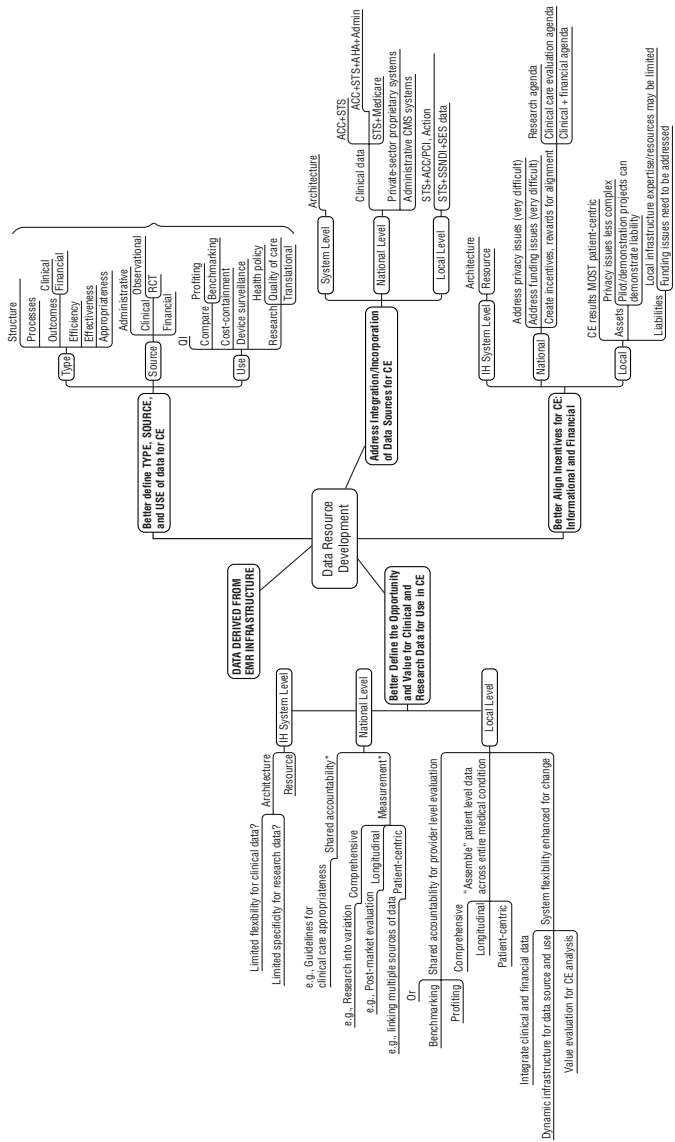 Data Resource
Development
DATA DERIVED FROM
EMR INFRASTRUCTURE
Better define TYPE, SOURCE,
and USE of data for CE
Type
Structure
Processes
Outcomes
Clinical
Financial
Efficiency
Effectiveness
Appropriateness
Source
Administrative
Clinical
Observational
RCT
Financial
Use
QI
Compare
Profiting
Benchmarking
Cost-containment
Device surveillance
Research
Health policy
Quality of care
Translational
Address Integration/Incorporation
of Data Sources for CE
System Level
Architecture
National Level
Clinical data
ACC+STS
ACC+STS+AHA+Admin
STS+Medicare
Private-sector proprietary systems
Administrative CMS systems
Local Level
STS+ACC/PCI, Action
STS+SSNDI+SES data
Better Align Incentives for CE:
Informational and Financial
IH System Level
Architecture
Resource
National
Address privacy issues (very difficult)
Address funding issues (very difficult)
Create incentives, rewards for alignment
Research agenda
Clinical care evaluation agenda
Clinical + financial agenda
Local
Assets
CE results MOST patient-centric
Privacy issues less complex
Pilot/demonstration projects can
demonstrate liability
Liabilities
Local infrastructure expertise/resources may be limited
Funding issues need to be addressed
Better Define the Opportunity
and Value for Clinical and
Research Data for Use in CE
IH System Level
Architecture
Limited flexibility for clinical data?
Limited specificity for research data?
Resource
National Level
Shared accountability*
e.g., Guidelines for
clinical care appropriateness
Measurement*
Comprehensive
e.g., Research into variation
Longitudinal
e.g., Post-market evaluation
Patient-centric
e.g., linking multiple sources of data
Local Level
Shared accountability for provider level evaluation
Or
Benchmarking
Profiting
"Assemble" patient level data
across entire medical condition
Comprehensive
Longitudinal
Patient-centric
System flexibility enhanced for change
Integrate clinical and financial data
Dynamic infrastructure for data source and use
Value evaluation for CE analysis